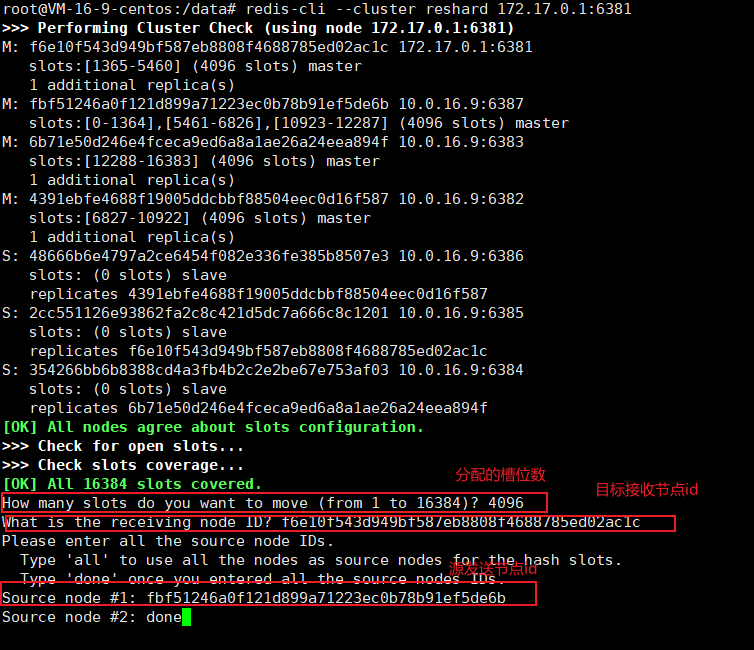 root@VM-16-9-centos:/data# redis-cli --cluster reshard 172.17.0.1:6381
>>> Performing Cluster Check (using node 172.17.0.1:6381)
M: f6e10f543d949bf587eb8808f4688785ed02ac1c 172.17.0.1:6381
   slots:[1365-5460] (4096 slots) master
   1 additional replica(s)
M: fbf51246a0f121d899a71223ec0b78b91ef5de6b 10.0.16.9:6387
   slots:[0-1364],[5461-6826],[10923-12287] (4096 slots) master
M: 6b71e50d246e4fceca9ed6a8a1ae26a24eea894f 10.0.16.9:6383
   slots:[12288-16383] (4096 slots) master
   1 additional replica(s)
M: 4391ebfe4688f19005ddcbbf88504eec0d16f587 10.0.16.9:6382
   slots:[6827-10922] (4096 slots) master
   1 additional replica(s)
S: 48666b6e4797a2ce6454f082e336fe385b8507e3 10.0.16.9:6386
   slots: (0 slots) slave
   replicates 4391ebfe4688f19005ddcbbf88504eec0d16f587
S: 2cc551126e93862fa2c8c421d5dc7a666c8c1201 10.0.16.9:6385
   slots: (0 slots) slave
   replicates f6e10f543d949bf587eb8808f4688785ed02ac1c
S: 354266bb6b8388cd4a3fb4b2c2e2be67e753af03 10.0.16.9:6384
   slots: (0 slots) slave
   replicates 6b71e50d246e4fceca9ed6a8a1ae26a24eea894f
[OK] All nodes agree about slots configuration.
>>> Check for open slots...
>>> Check slots coverage...
[OK] All 16384 slots covered.
分配的槽位数
目标接收节点id
How many slots do you want to move (from 1 to 16384)? 4096
What is the receiving node ID? f6e10f543d949bf587eb8808f4688785ed02ac1c
Please enter all the source node IDs.
  Type 'all' to use all the nodes as source nodes for the hash slots.
  Type 'done' once you entered all the source nodes IDs.
源发送节点id
Source node #1: fbf51246a0f121d899a71223ec0b78b91ef5de6b
Source node #2: done